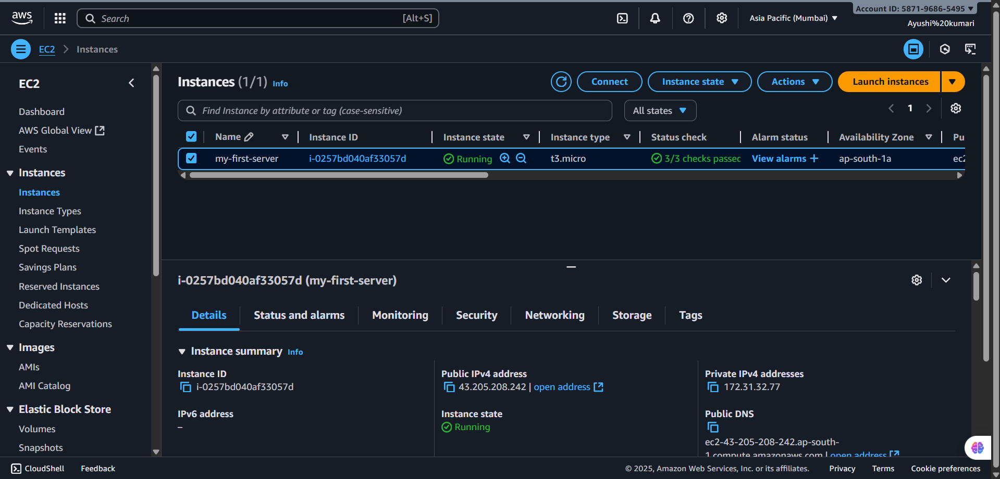 aws
Search [Alt+S]
Asia Pacific (Mumbai)
Account ID: 5871-9686-5495
Ayushi%20kumari
EC2 Instances
EC2
Dashboard
AWS Global View
Events
Instances
Instances
Instance Types
Launch Templates
Spot Requests
Savings Plans
Reserved Instances
Dedicated Hosts
Capacity Reservations
Images
AMIs
AMI Catalog
Elastic Block Store
Volumes
Snapshots
Instances (1/1) Info
Connect
Instance state
Actions
Launch instances
Find Instance by attribute or tag (case-sensitive)
All states
1
Name Instance ID Instance state Instance type Status check Alarm status Availability Zone Pu
my-first-server i-0257bd040af33057d Running t3.micro 3/3 checks passec View alarms + ap-south-1a ec2
i-0257bd040af33057d (my-first-server)
Details Status and alarms Monitoring Security Networking Storage Tags
Instance summary Info
Instance ID
i-0257bd040af33057d
Public IPv4 address
43.205.208.242 | open address
Private IPv4 addresses
172.31.32.77
IPv6 address
–
Instance state
Running
Public DNS
ec2-43-205-208-242.ap-south-
1.compute.amazonaws.com | open address
CloudShell Feedback
© 2025, Amazon Web Services, Inc. or its affiliates. Privacy Terms Cookie preferences